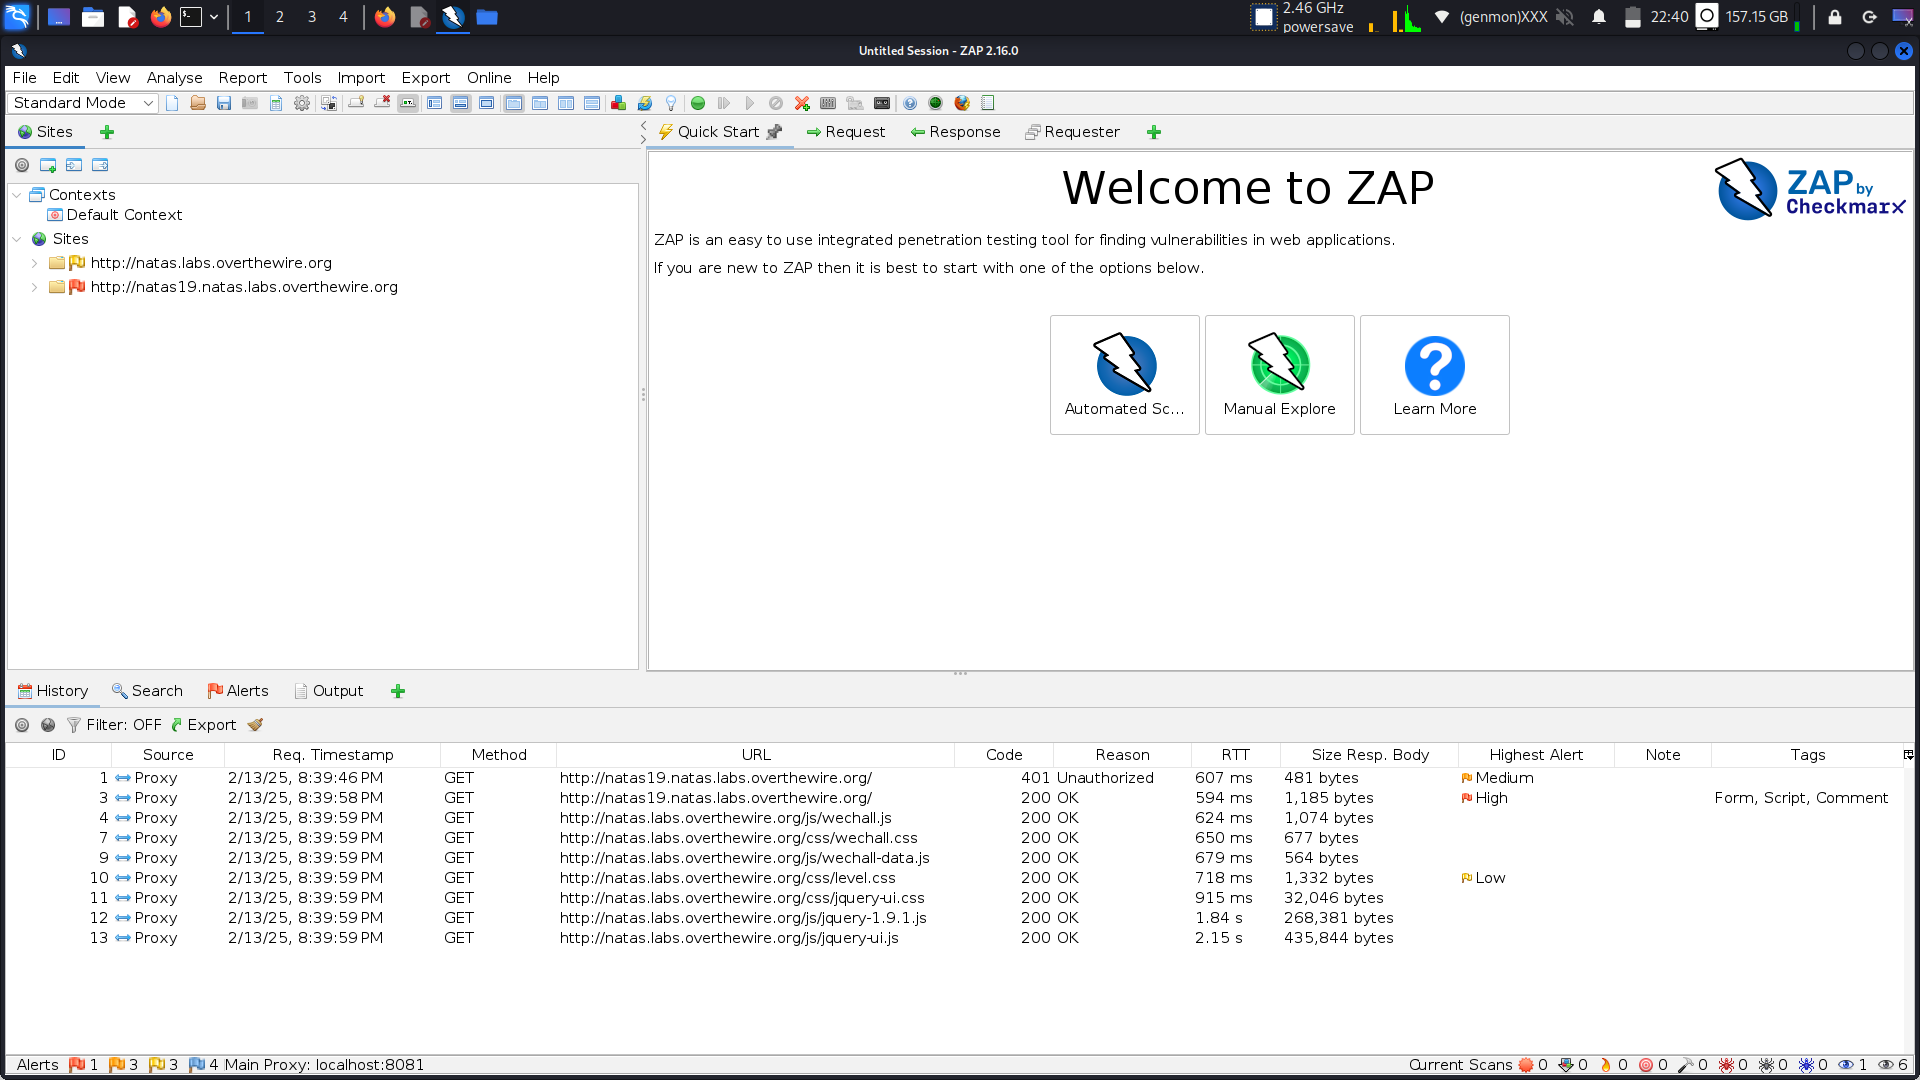 1 2 3 4
2.46 GHz
powersave
(genmon)XXX
22:40
157.15 GB
Untitled Session - ZAP 2.16.0
File Edit View Analyse Report Tools Import Export Online Help
Standard Mode
Sites
Quick Start Request Response Requester
Contexts
Default Context
Sites
http://natas.labs.overthewire.org
http://natas19.natas.labs.overthewire.org
Welcome to ZAP
ZAP by
Checkmarx
ZAP is an easy to use integrated penetration testing tool for finding vulnerabilities in web applications.
If you are new to ZAP then it is best to start with one of the options below.
Automated Sc... Manual Explore Learn More
History Search Alerts Output
Filter: OFF Export
ID Source Req. Timestamp Method URL Code Reason RTT Size Resp. Body Highest Alert Note Tags
1 Proxy 2/13/25, 8:39:46 PM GET http://natas19.natas.labs.overthewire.org/ 401 Unauthorized 607 ms 481 bytes Medium
3 Proxy 2/13/25, 8:39:58 PM GET http://natas19.natas.labs.overthewire.org/ 200 OK 594 ms 1,185 bytes High Form, Script, Comment
4 Proxy 2/13/25, 8:39:59 PM GET http://natas.labs.overthewire.org/js/wechall.js 200 OK 624 ms 1,074 bytes
7 Proxy 2/13/25, 8:39:59 PM GET http://natas.labs.overthewire.org/css/wechall.css 200 OK 650 ms 677 bytes
9 Proxy 2/13/25, 8:39:59 PM GET http://natas.labs.overthewire.org/js/wechall-data.js 200 OK 679 ms 564 bytes
10 Proxy 2/13/25, 8:39:59 PM GET http://natas.labs.overthewire.org/css/level.css 200 OK 718 ms 1,332 bytes Low
11 Proxy 2/13/25, 8:39:59 PM GET http://natas.labs.overthewire.org/css/jquery-ui.css 200 OK 915 ms 32,046 bytes
12 Proxy 2/13/25, 8:39:59 PM GET http://natas.labs.overthewire.org/js/jquery-1.9.1.js 200 OK 1.84 s 268,381 bytes
13 Proxy 2/13/25, 8:39:59 PM GET http://natas.labs.overthewire.org/js/jquery-ui.js 200 OK 2.15 s 435,844 bytes
Alerts 1 3 3 4 Main Proxy: localhost:8081 Current Scans 0 0 0 0 0 0 0 0 1 6